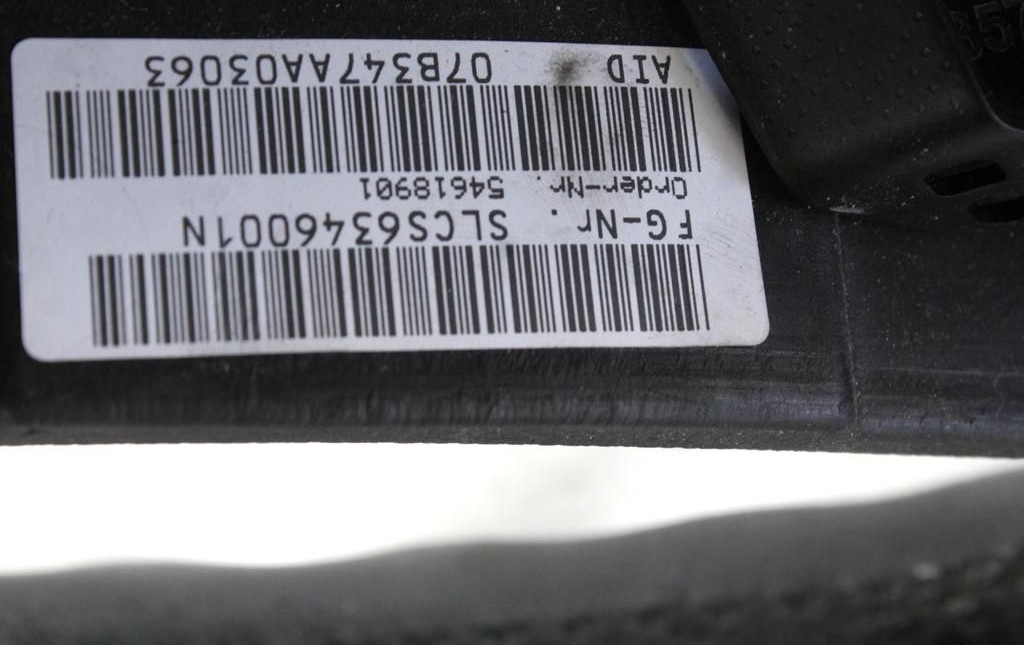 FG-Nr. SLCS6346001N
Order-Nr. 54618901
AID 07B347AA03063